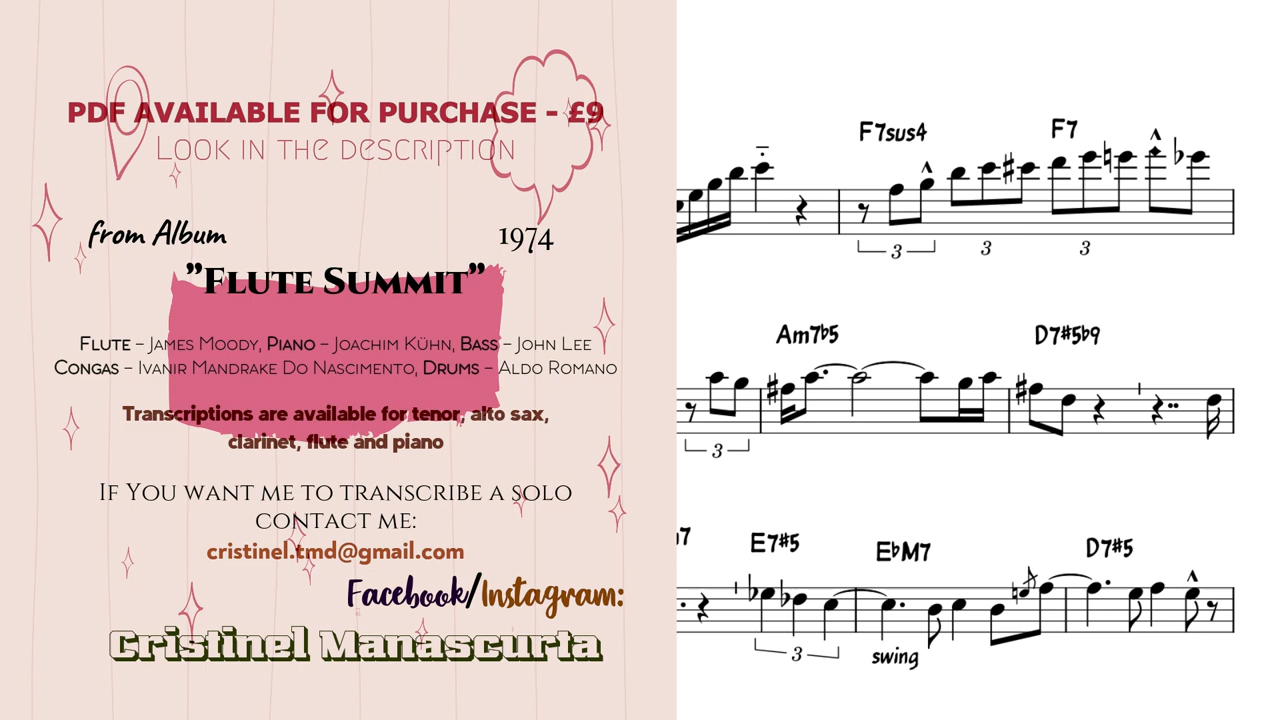 PDF AVAILABLE FOR PURCHASE - £9
Look in the description
from Album
1974
"Flute Summit"
Flute – James Moody, Piano – Joachim Kühn, Bass – John Lee
Congas – Ivanir Mandrake Do Nascimento, Drums – Aldo Romano
Transcriptions are available for tenor, alto sax,
clarinet, flute and piano
If You want me to transcribe a solo
contact me:
cristinel.tmd@gmail.com
Facebook/Instagram:
Cristinel Manascurta
F7sus4 F7
3 3 3
Am7b5 D7#5b9
3
7 E7#5 EbM7 D7#5
3
swing